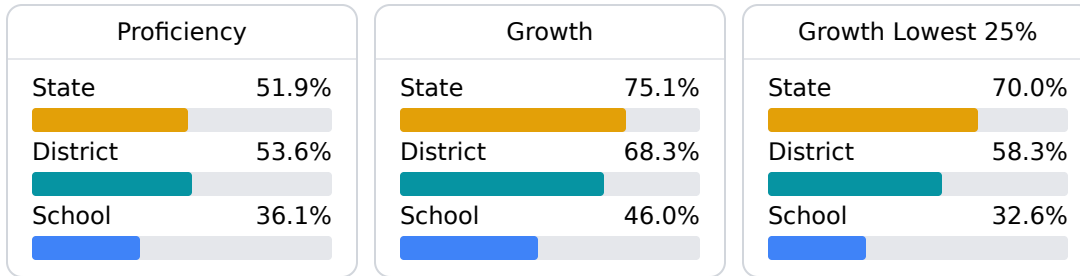 Proficiency
State 51.9%
District 53.6%
School 36.1%
Growth
State 75.1%
District 68.3%
School 46.0%
Growth Lowest 25%
State 70.0%
District 58.3%
School 32.6%